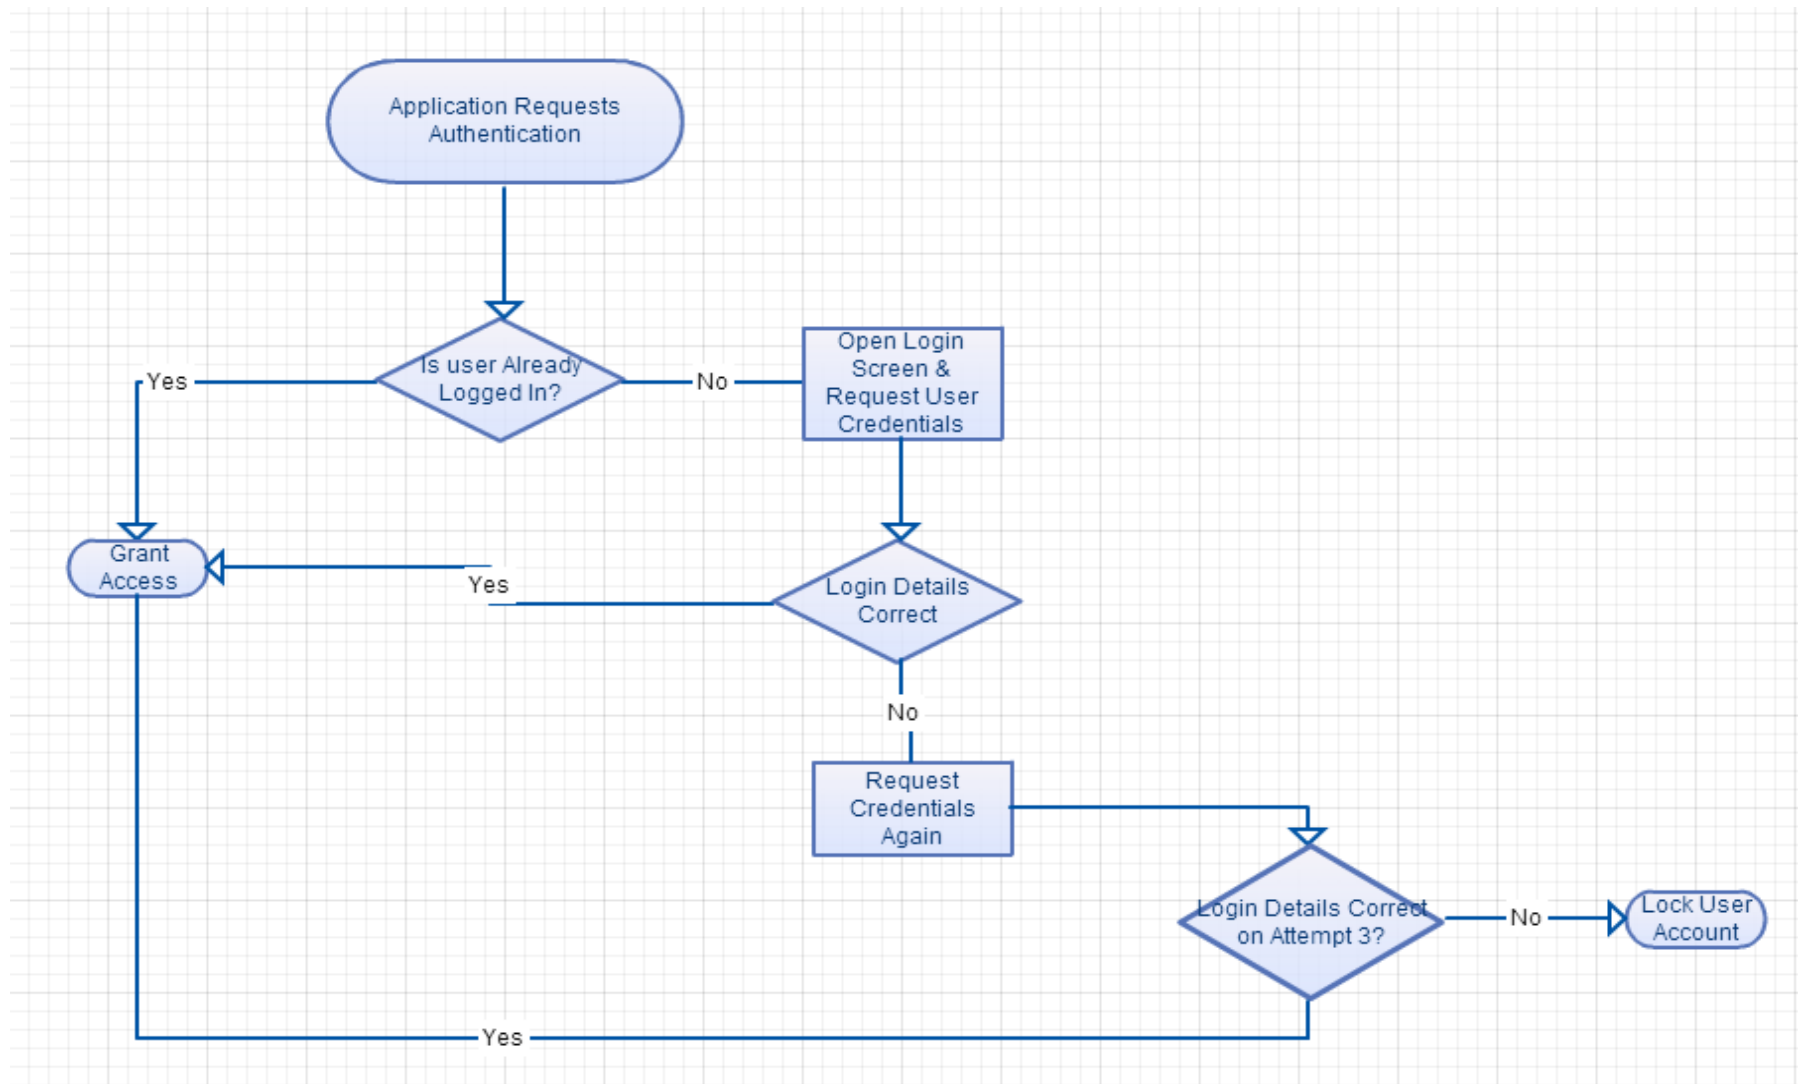 Application Requests
Authentication
Is user Already
Logged In?
Yes
No
Open Login
Screen &
Request User
Credentials
Grant
Access
Yes
Login Details
Correct
No
Request
Credentials
Again
Login Details Correct
on Attempt 3?
No
Lock User
Account
Yes